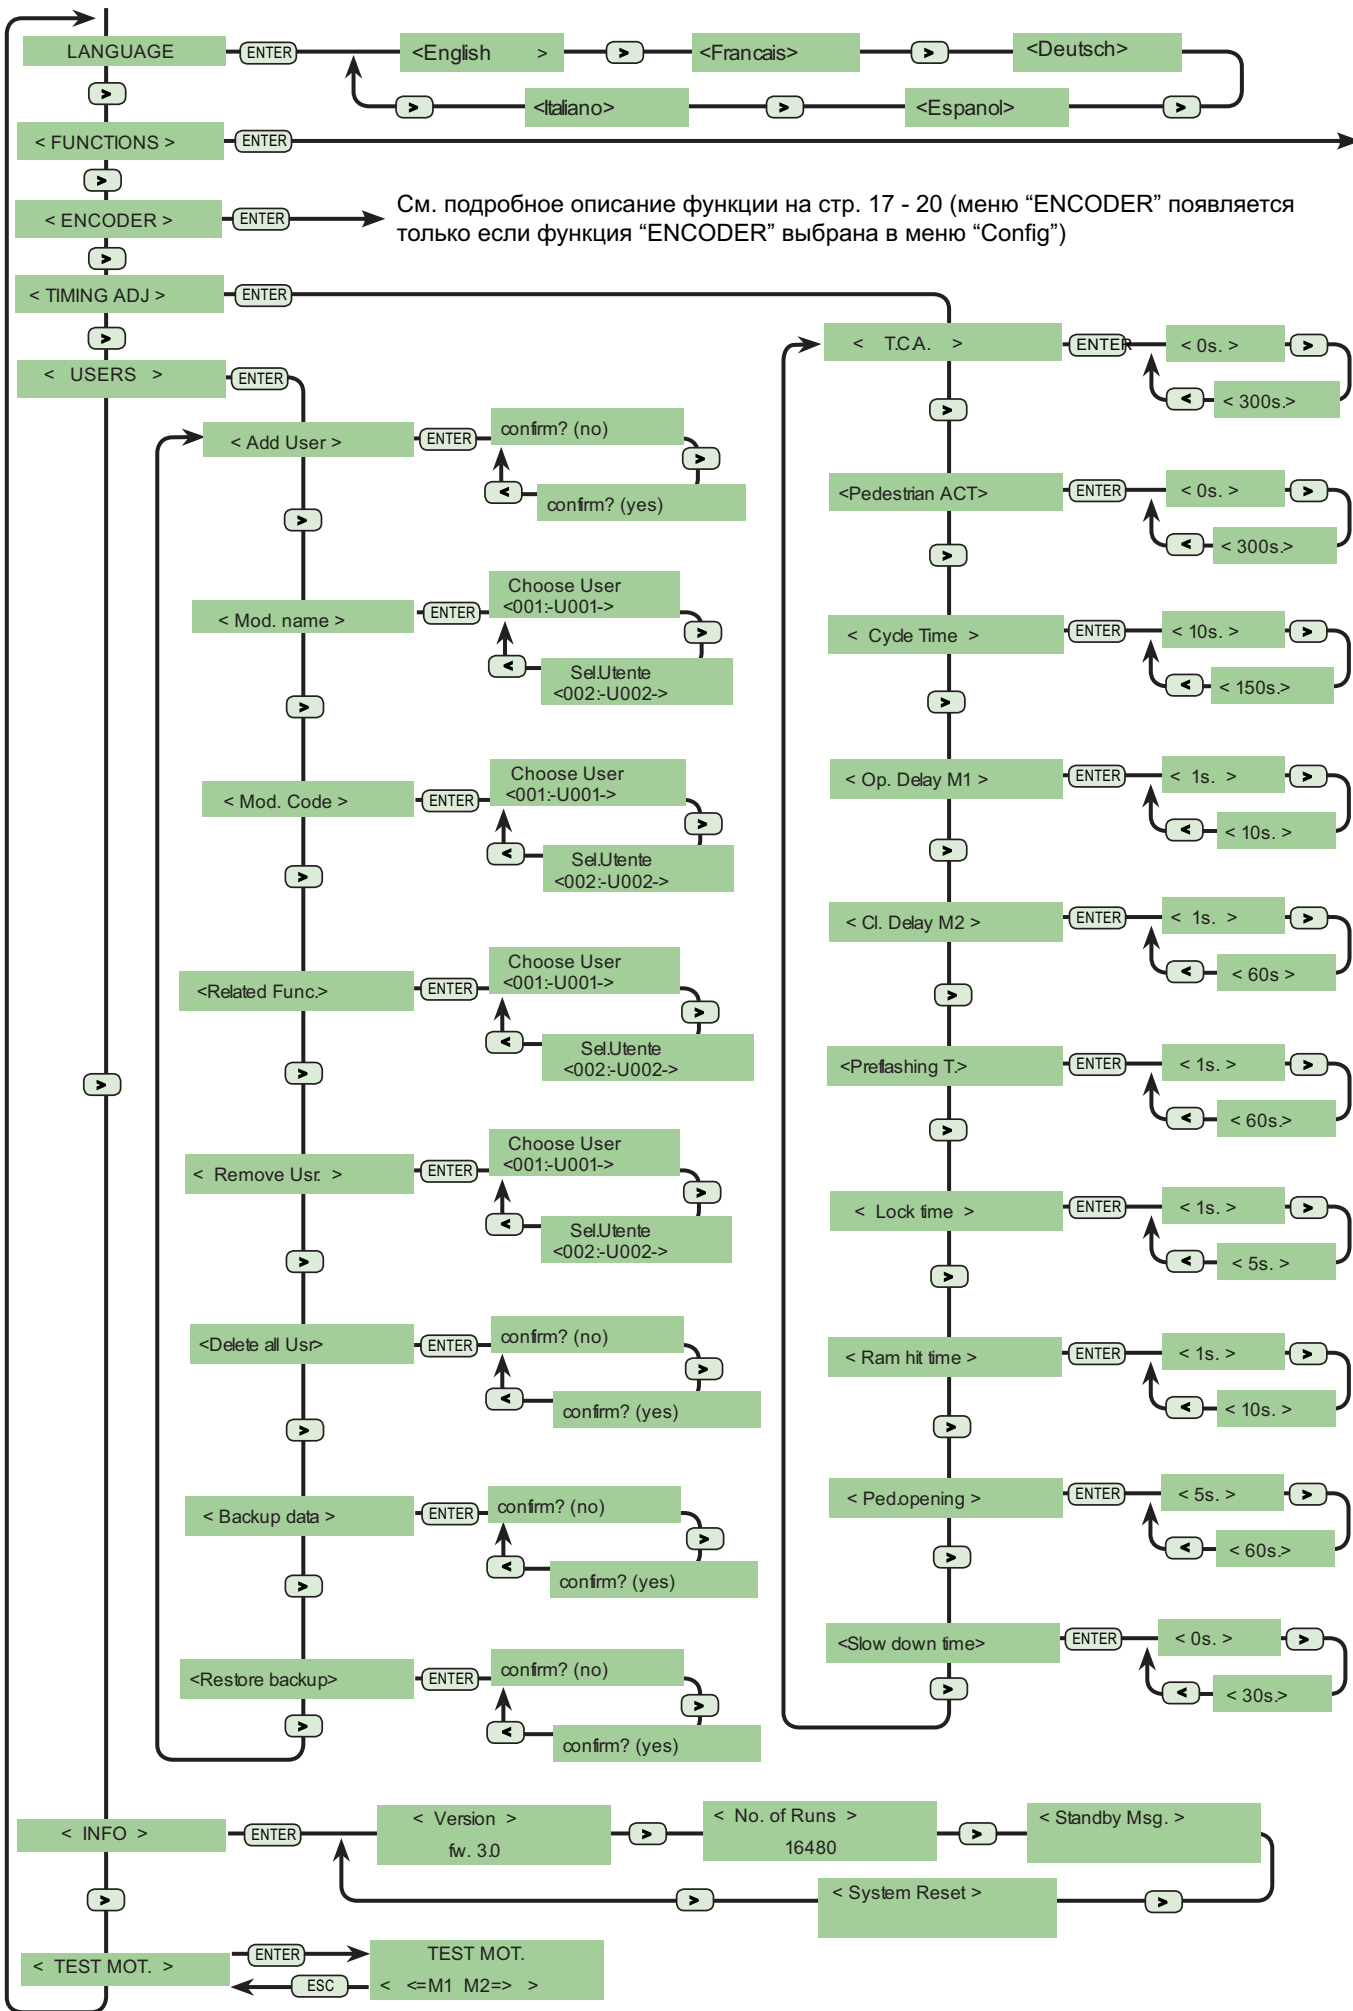 LANGUAGE
ENTER
<English >
>
<Francais>
>
<Deutsch>
>
>
<Italiano>
>
<Espanol>
>
< FUNCTIONS >
ENTER
>
< ENCODER >
ENTER
См. подробное описание функции на стр. 17 - 20 (меню “ENCODER” появляется
только если функция “ENCODER” выбрана в меню “Config”)
>
< TIMING ADJ >
ENTER
>
< USERS >
ENTER
< Add User >
ENTER
confirm? (no)
>
<
confirm? (yes)
>
< Mod. name >
ENTER
Choose User
<001:-U001->
>
<
Sel.Utente
<002:-U002->
>
< Mod. Code >
ENTER
Choose User
<001:-U001->
>
<
Sel.Utente
<002:-U002->
>
<Related Func.>
ENTER
Choose User
<001:-U001->
>
<
Sel.Utente
<002:-U002->
>
< Remove Usr. >
ENTER
Choose User
<001:-U001->
>
<
Sel.Utente
<002:-U002->
>
<Delete all Usr>
ENTER
confirm? (no)
>
<
confirm? (yes)
>
< Backup data >
ENTER
confirm? (no)
>
<
confirm? (yes)
>
<Restore backup>
ENTER
confirm? (no)
>
<
confirm? (yes)
>
< T.C.A. >
ENTER
< 0s. >
>
<
< 300s.>
>
<Pedestrian ACT>
ENTER
< 0s. >
>
<
< 300s.>
>
< Cycle Time >
ENTER
< 10s. >
>
<
< 150s.>
>
< Op. Delay M1 >
ENTER
< 1s. >
>
<
< 10s. >
>
< Cl. Delay M2 >
ENTER
< 1s. >
>
<
< 60s >
>
<Preflashing T.>
ENTER
< 1s. >
>
<
< 60s.>
>
< Lock time >
ENTER
< 1s. >
>
<
< 5s. >
>
< Ram hit time >
ENTER
< 1s. >
>
<
< 10s. >
>
< Ped.opening >
ENTER
< 5s. >
>
<
< 60s.>
>
<Slow down time>
ENTER
< 0s. >
>
<
< 30s.>
>
>
< INFO >
ENTER
< Version >
fw. 3.0
>
< No. of Runs >
16480
>
< Standby Msg. >
>
>
< System Reset >
>
< TEST MOT. >
ENTER
ESC
TEST MOT.
< <=M1 M2=> >